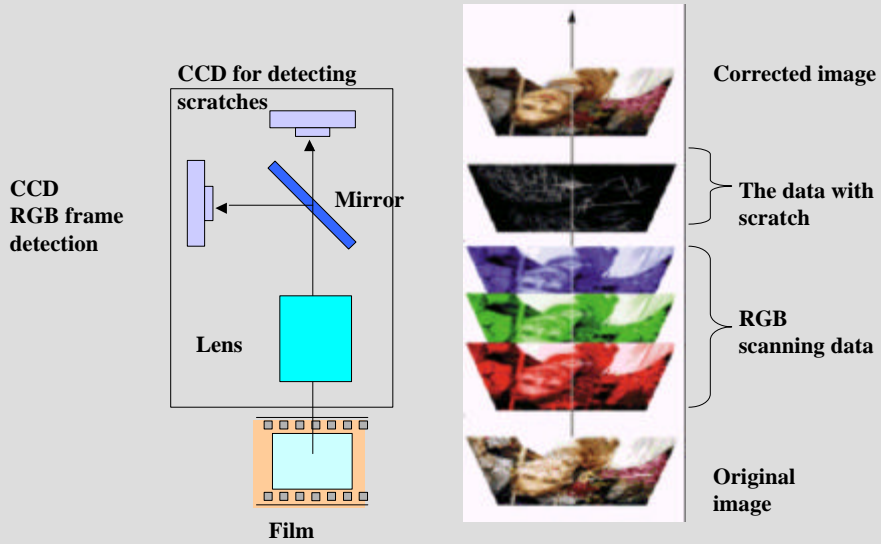 CCD for detecting
scratches
CCD
RGB frame
detection
Mirror
Lens
Film
Corrected image
The data with
scratch
RGB
scanning data
Original
image